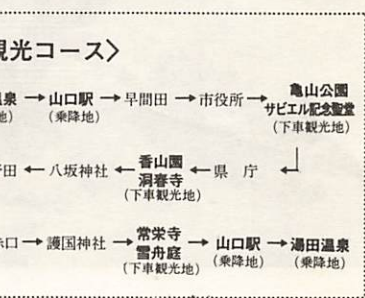 観光コース〉
温泉 → 山口駅 → 早間田 → 市役所 → 亀山公園
サビエル記念聖堂
地) (乗降地) (下車観光地)
田 ← 八坂神社 ← 香山園
洞春寺 ← 県 庁 ←
(下車観光地)
口 → 護国神社 → 常栄寺
雪舟庭 → 山口駅 → 湯田温泉
(下車観光地) (乗降地) (乗降地)